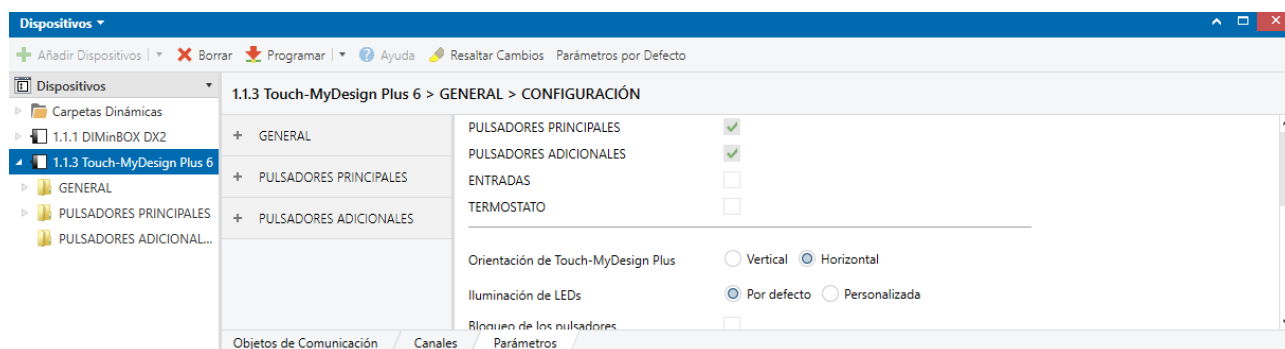 Dispositivos
Añadir Dispositivos Borrar Programar Ayuda Resaltar Cambios Parámetros por Defecto
Dispositivos
Carpetas Dinámicas
1.1.1 DIMinBOX DX2
1.1.3 Touch-MyDesign Plus 6
GENERAL
PULSADORES PRINCIPALES
PULSADORES ADICIONAL...
1.1.3 Touch-MyDesign Plus 6 > GENERAL > CONFIGURACIÓN
+ GENERAL
+ PULSADORES PRINCIPALES
+ PULSADORES ADICIONALES
PULSADORES PRINCIPALES
PULSADORES ADICIONALES
ENTRADAS
TERMOSTATO
Orientación de Touch-MyDesign Plus Vertical Horizontal
Iluminación de LEDs Por defecto Personalizada
Bloqueo de los pulsadores
Objetos de Comunicación Canales Parámetros